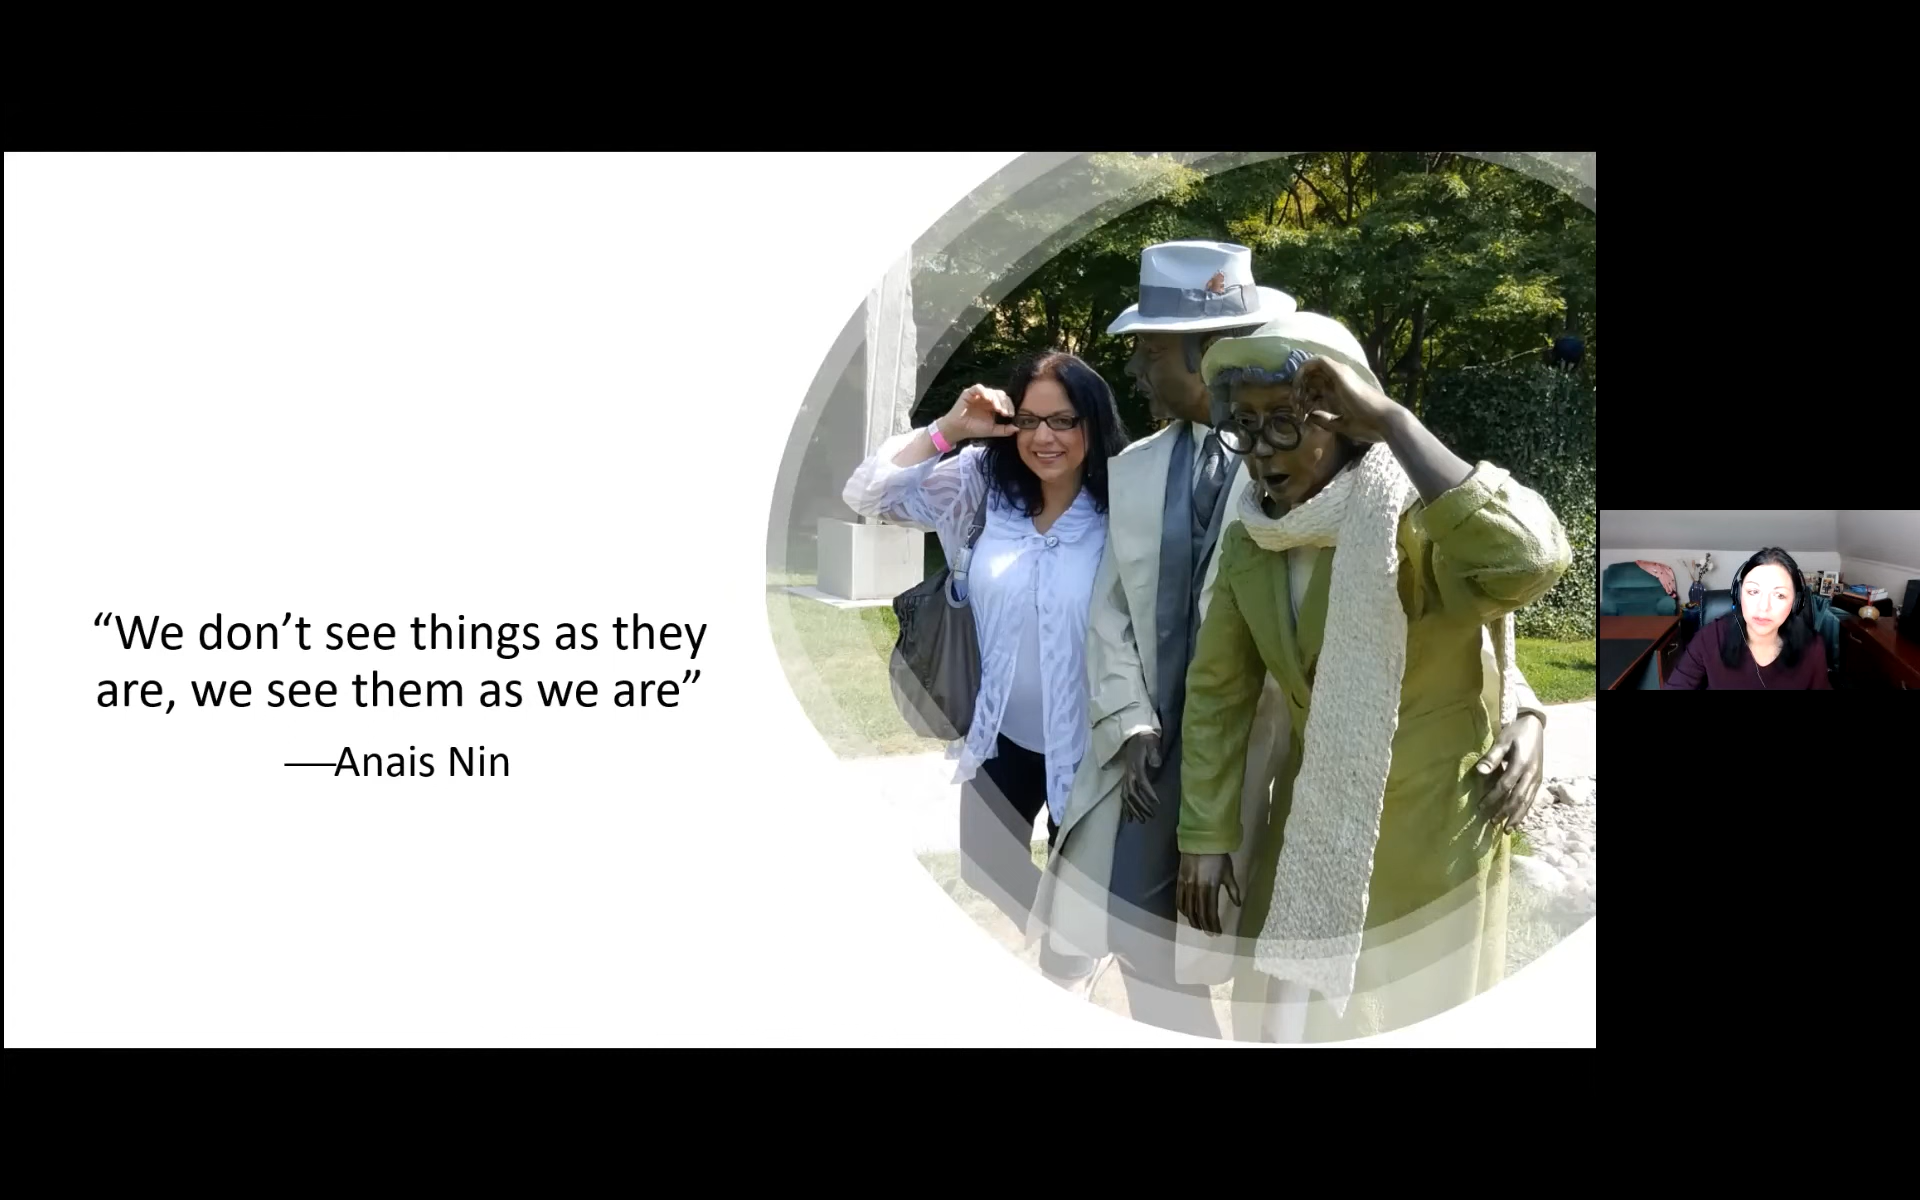 “We don’t see things as they
are, we see them as we are”
—Anais Nin